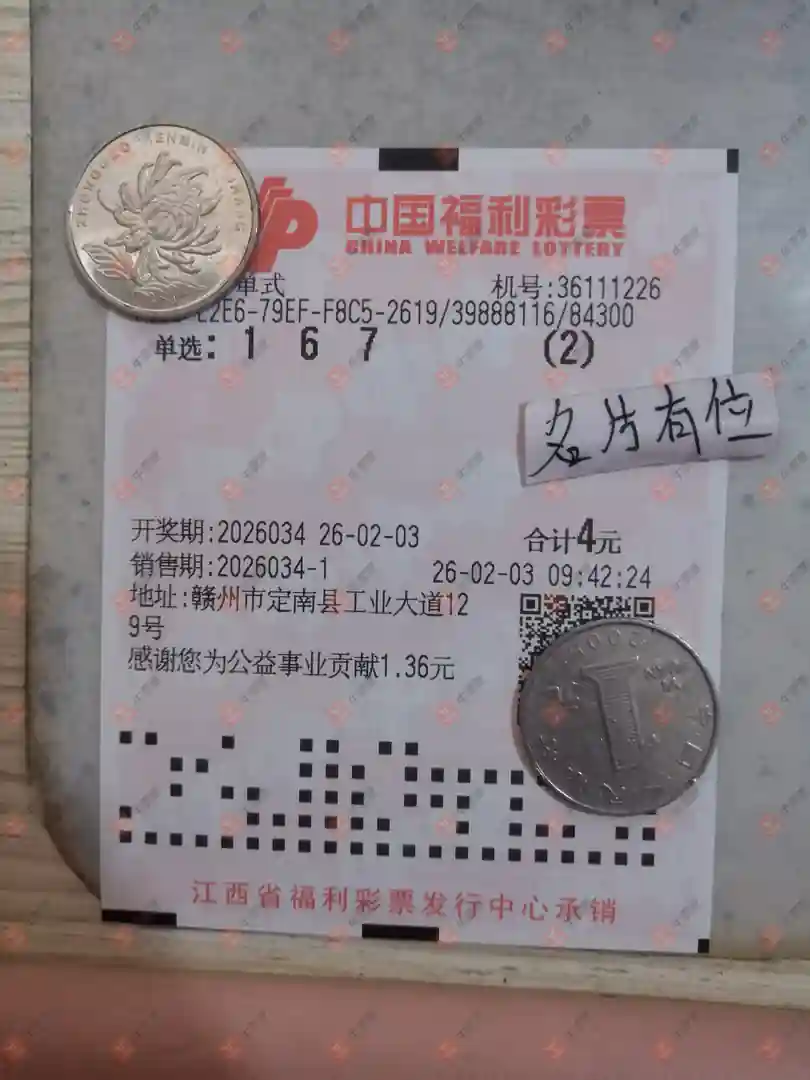 ZHONGGUO RENMIN
中国福利彩票
CHINA WELFARE LOTTERY
单式 机号:36111226
E2E6-79EF-F8C5-2619/39888116/84300
单选: 1 6 7 (2)
名片有位
开奖期:2026034 26-02-03 合计4元
销售期:2026034-1 26-02-03 09:42:24
地址:赣州市定南县工业大道12
9号
感谢您为公益事业贡献1.36元
1
江西省福利彩票发行中心承销